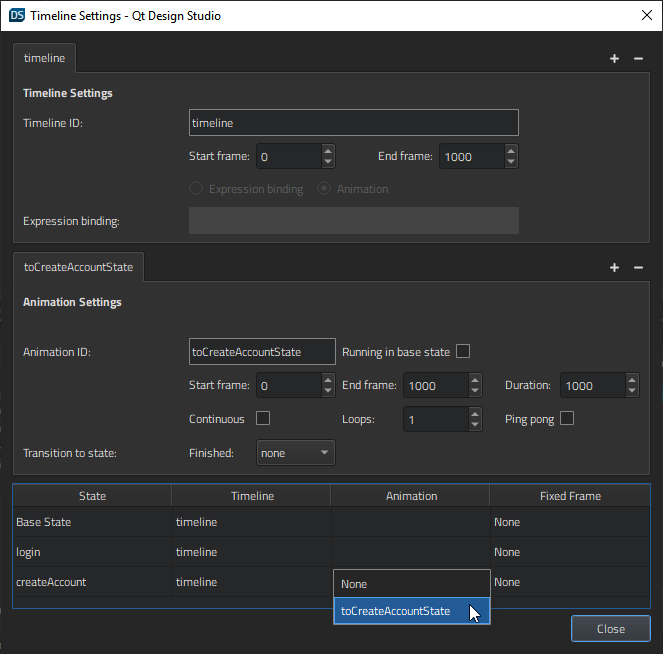 DS Timeline Settings - Qt Design Studio
timeline
Timeline Settings
Timeline ID: timeline
Start frame: 0 End frame: 1000
Expression binding Animation
Expression binding:
toCreateAccountState
Animation Settings
Animation ID: toCreateAccountState Running in base state
Start frame: 0 End frame: 1000 Duration: 1000
Continuous Loops: 1 Ping pong
Transition to state: Finished: none
State Timeline Animation Fixed Frame
Base State timeline None
login timeline None
createAccount timeline None None
toCreateAccountState
Close